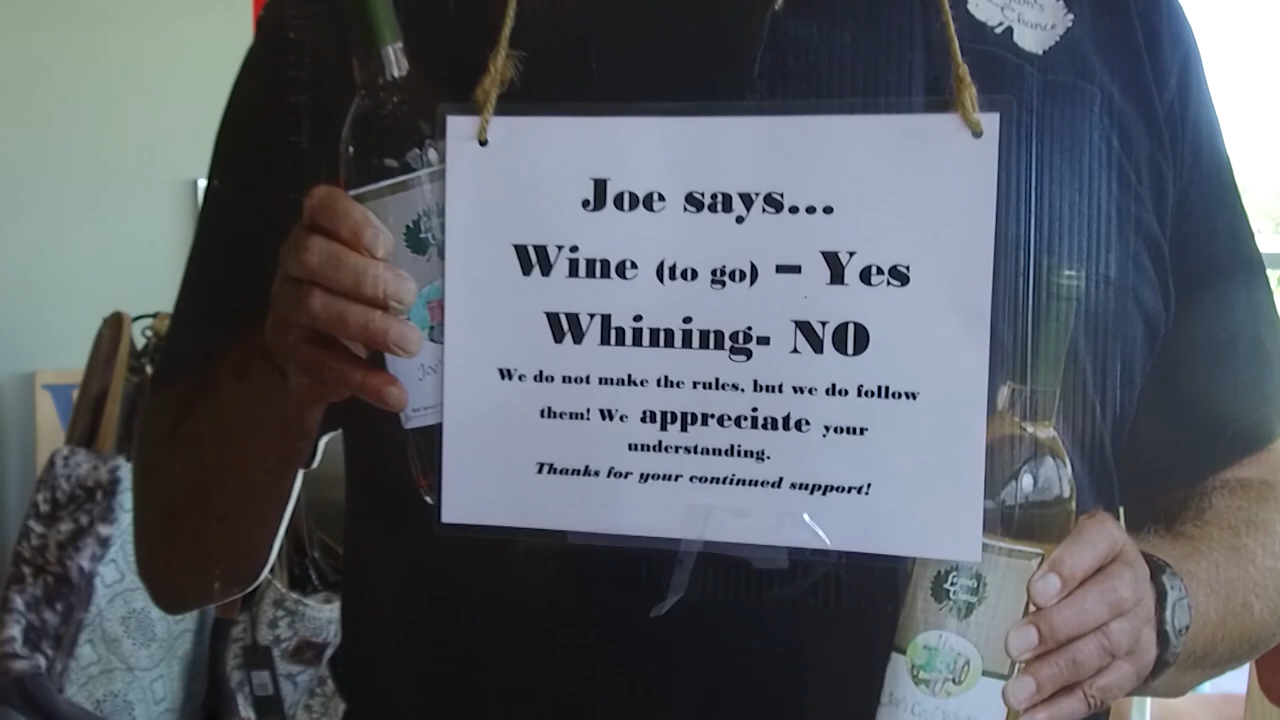 Chance
Joe says...
Wine (to go) – Yes
Whining- NO
We do not make the rules, but we do follow
them! We appreciate your
understanding.
Thanks for your continued support!